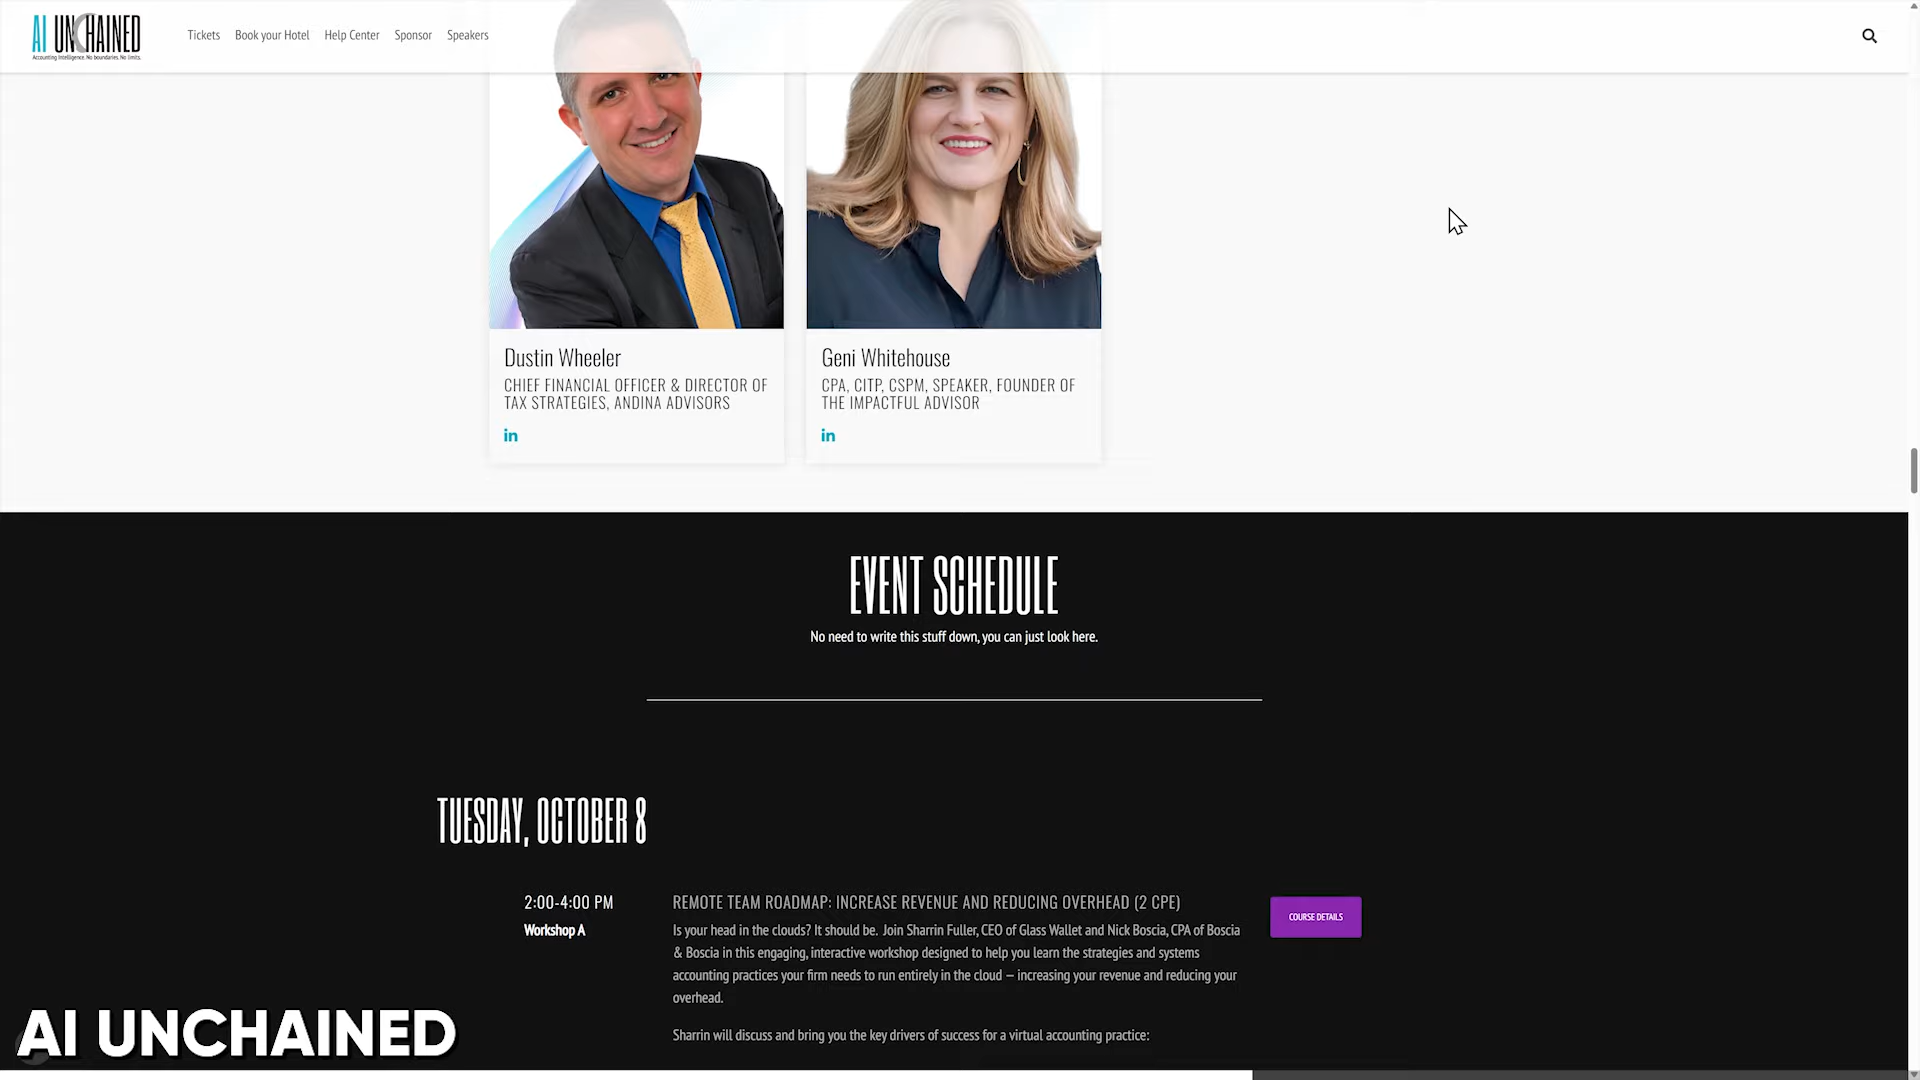 AI UNCHAINED
Accounting Intelligence. No boundaries. No limits.
Tickets Book your Hotel Help Center Sponsor Speakers
Dustin Wheeler
CHIEF FINANCIAL OFFICER & DIRECTOR OF
TAX STRATEGIES, ANDINA ADVISORS
in
Geni Whitehouse
CPA, CITP, CSPM, SPEAKER, FOUNDER OF
THE IMPACTFUL ADVISOR
in
EVENT SCHEDULE
No need to write this stuff down, you can just look here.
TUESDAY, OCTOBER 8
2:00-4:00 PM
Workshop A
REMOTE TEAM ROADMAP: INCREASE REVENUE AND REDUCING OVERHEAD (2 CPE)
Is your head in the clouds? It should be. Join Sharrin Fuller, CEO of Glass Wallet and Nick Boscia, CPA of Boscia
& Boscia in this engaging, interactive workshop designed to help you learn the strategies and systems
accounting practices your firm needs to run entirely in the cloud — increasing your revenue and reducing your
overhead.
Sharrin will discuss and bring you the key drivers of success for a virtual accounting practice:
COURSE DETAILS
AI UNCHAINED